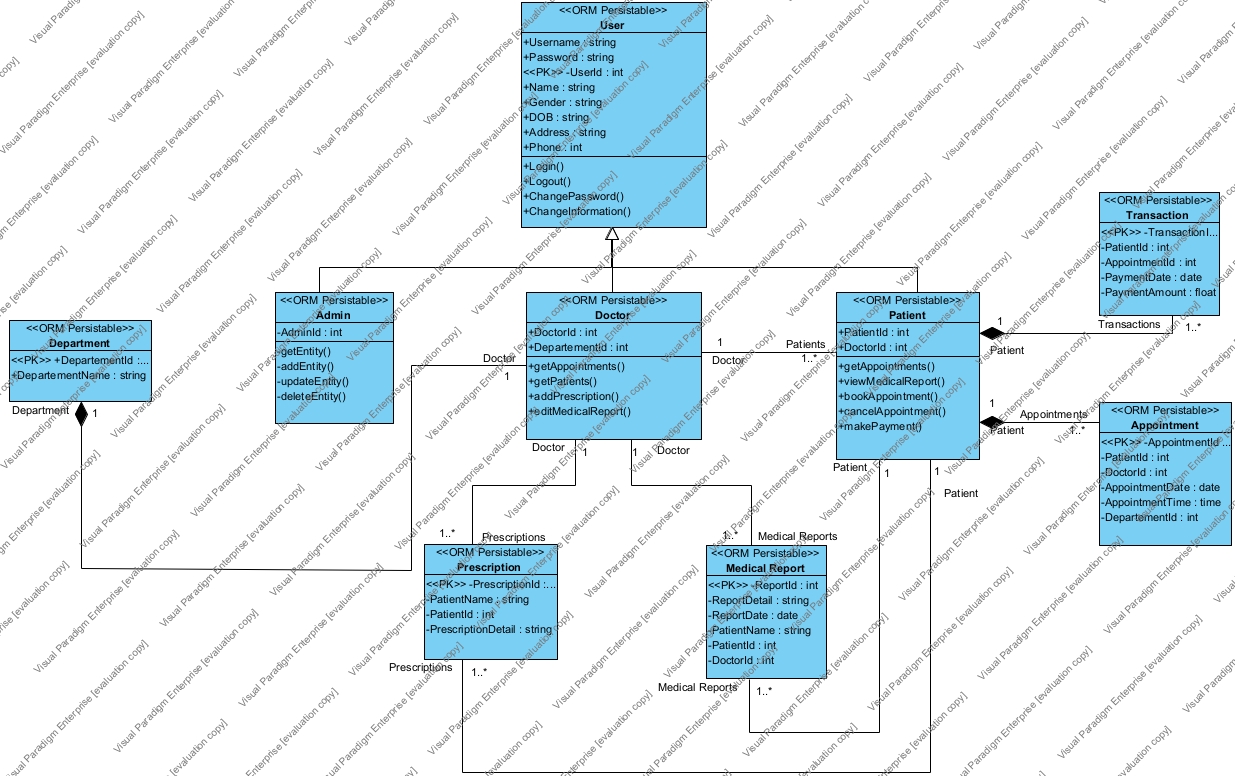 <<ORM Persistable>>
User
+Username : string
+Password : string
<<PK>> -UserId : int
+Name : string
+Gender : string
+DOB : string
+Address : string
+Phone : int
+Login()
+Logout()
+ChangePassword()
+ChangeInformation()
<<ORM Persistable>>
Transaction
<<PK>> -TransactionI...
-PatientId : int
-AppointmentId : int
-PaymentDate : date
-PaymentAmount : float
Transactions
1..*
1
Patient
<<ORM Persistable>>
Department
<<PK>> +DepartementId :...
+DepartementName : string
Department
1
<<ORM Persistable>>
Admin
-AdminId : int
-getEntity()
-addEntity()
-updateEntity()
-deleteEntity()
<<ORM Persistable>>
Doctor
+DoctorId : int
+DepartementId : int
+getAppointments()
+getPatients()
+addPrescription()
+editMedicalReport()
Doctor
1
1
Doctor
Patients
1..*
<<ORM Persistable>>
Patient
+PatientId : int
+DoctorId : int
+getAppointments()
+viewMedicalReport()
+bookAppointment()
+cancelAppointment()
+makePayment()
1
Patient
Appointments
1..*
<<ORM Persistable>>
Appointment
<<PK>> -AppointmentId ...
-PatientId : int
-DoctorId : int
-AppointmentDate : date
-AppointmentTime : time
-DepartementId : int
Doctor
1
1
Doctor
Patient
1
1
Patient
1..*
Prescriptions
<<ORM Persistable>>
Prescription
<<PK>> -PrescriptionId :...
-PatientName : string
-PatientId : int
-PrescriptionDetail : string
Prescriptions
1..*
1..*
Medical Reports
<<ORM Persistable>>
Medical Report
<<PK>> -ReportId : int
-ReportDetail : string
-ReportDate : date
-PatientName : string
-PatientId : int
-DoctorId : int
Medical Reports
1..*
Visual Paradigm Enterprise [evaluation copy]